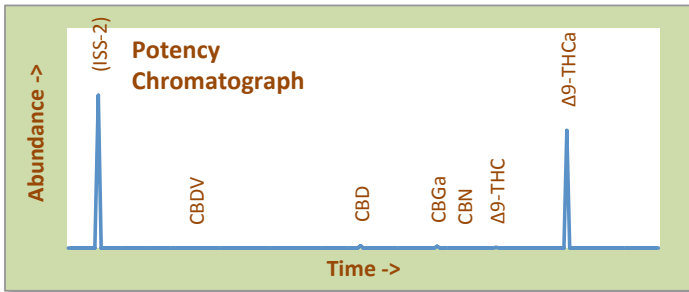 Potency
Chromatograph
Abundance ->
(ISS-2)
CBDV
CBD
CBGa
CBN
Δ9-THC
Δ9-THCa
Time ->